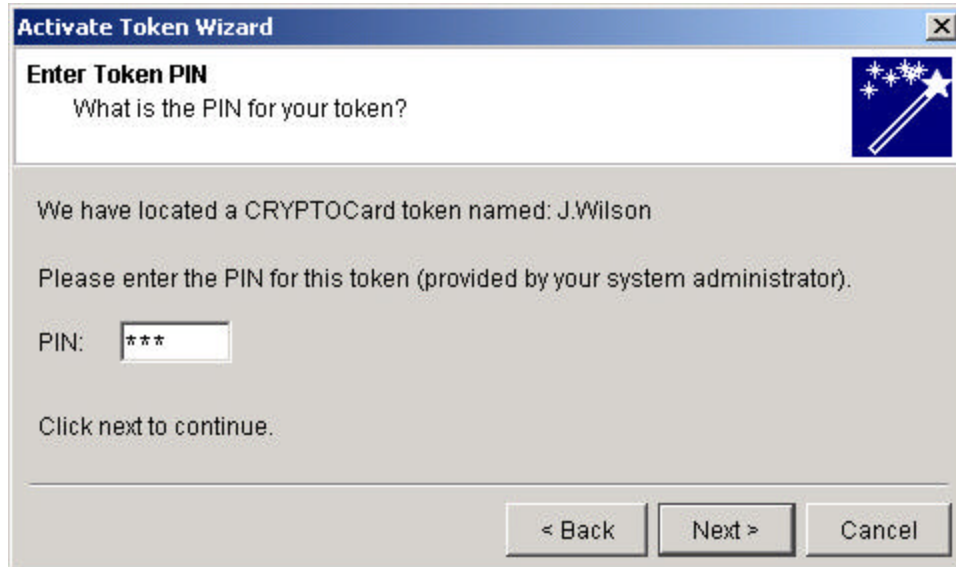 Activate Token Wizard
Enter Token PIN
What is the PIN for your token?
We have located a CRYPTOCard token named: J.Wilson
Please enter the PIN for this token (provided by your system administrator).
PIN: ***
Click next to continue.
< Back Next > Cancel